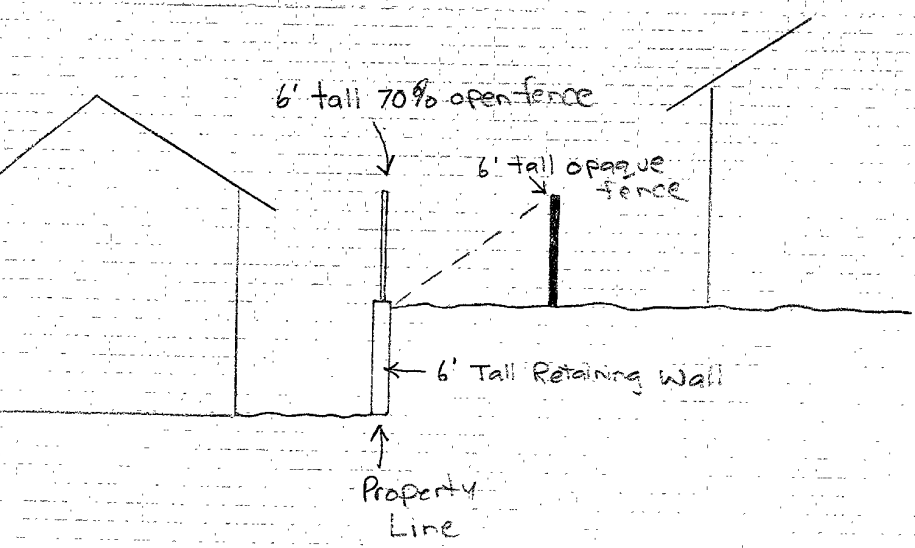 6' tall 70% open fence
6' tall opaque
fence
6' Tall Retaining Wall
Property
Line